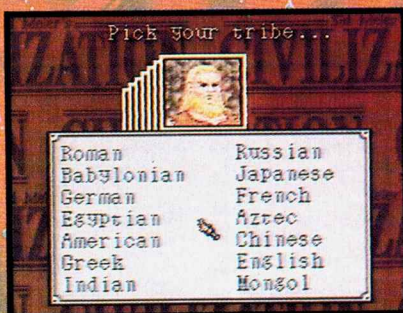 Pick your tribe...
Roman
Babylonian
German
Egyptian
American
Greek
Indian
Russian
Japanese
French
Aztec
Chinese
English
Mongol